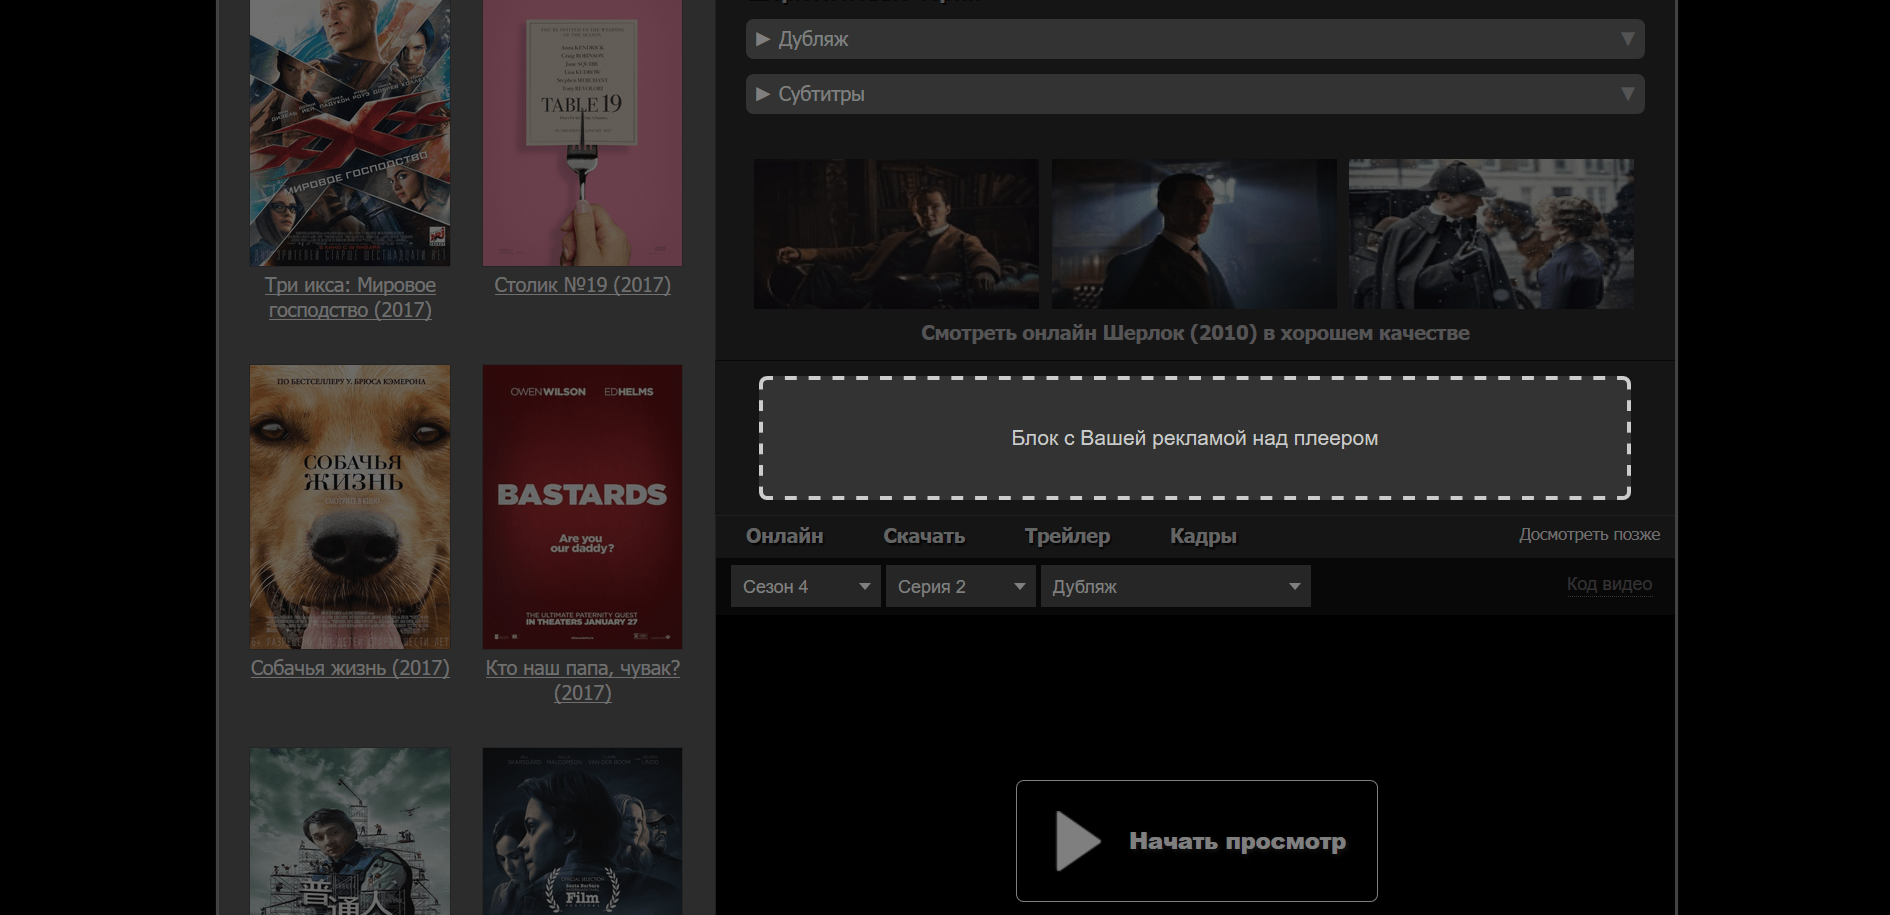 Дубляж
Субтитры
TABLE 19
МИРОВОЕ ГОСПОДСТВО
Три икса: Мировое
господство (2017)
Столик №19 (2017)
Смотреть онлайн Шерлок (2010) в хорошем качестве
ПО БЕСТСЕЛЛЕРУ У. БРЮСА КЭМЕРОНА
СОБАЧЬЯ
ЖИЗНЬ
OWEN WILSON ED HELMS
BASTARDS
Are you
our daddy?
THE ULTIMATE PATERNITY QUEST
IN THEATERS JANUARY 27
Блок с Вашей рекламой над плеером
Онлайн Скачать Трейлер Кадры Досмотреть позже
Сезон 4 Серия 2 Дубляж Код видео
Собачья жизнь (2017)
Кто наш папа, чувак?
(2017)
普通人
Film
Начать просмотр